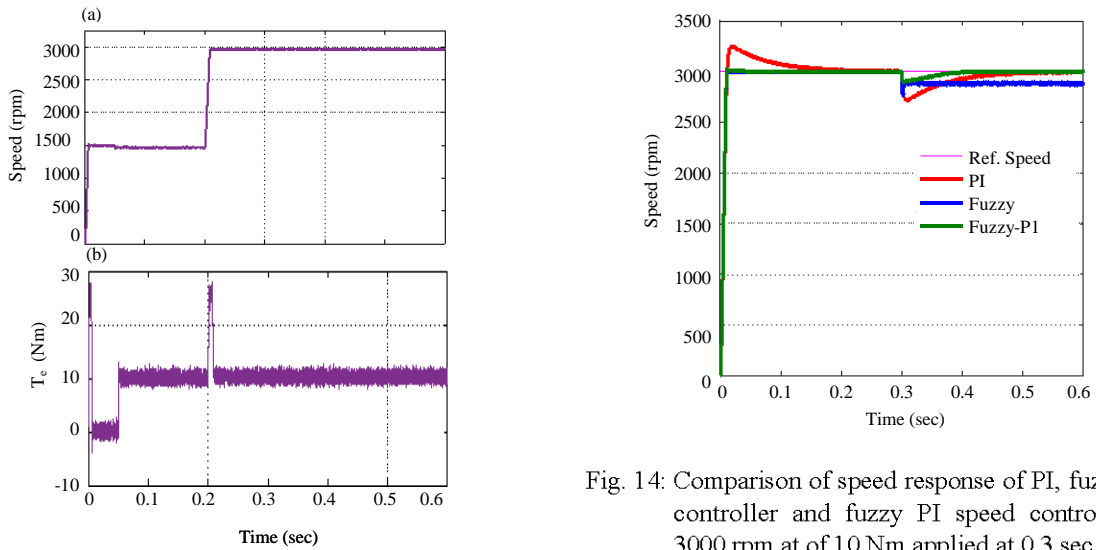 (a)
3000
2500
2000
1500
1000
500
0
Speed (rpm)
(b)
30
20
10
0
-10
T_e (Nm)
0 0.1 0.2 0.3 0.4 0.5 0.6
Time (sec)
3500
3000
2500
2000
1500
1000
500
0
Speed (rpm)
Ref. Speed
PI
Fuzzy
Fuzzy-P1
0 0.1 0.2 0.3 0.4 0.5 0.6
Time (sec)
Fig. 14: Comparison of speed response of PI, fuz
controller and fuzzy PI speed contro
3000 rpm at of 10 Nm applied at 0.3 sec